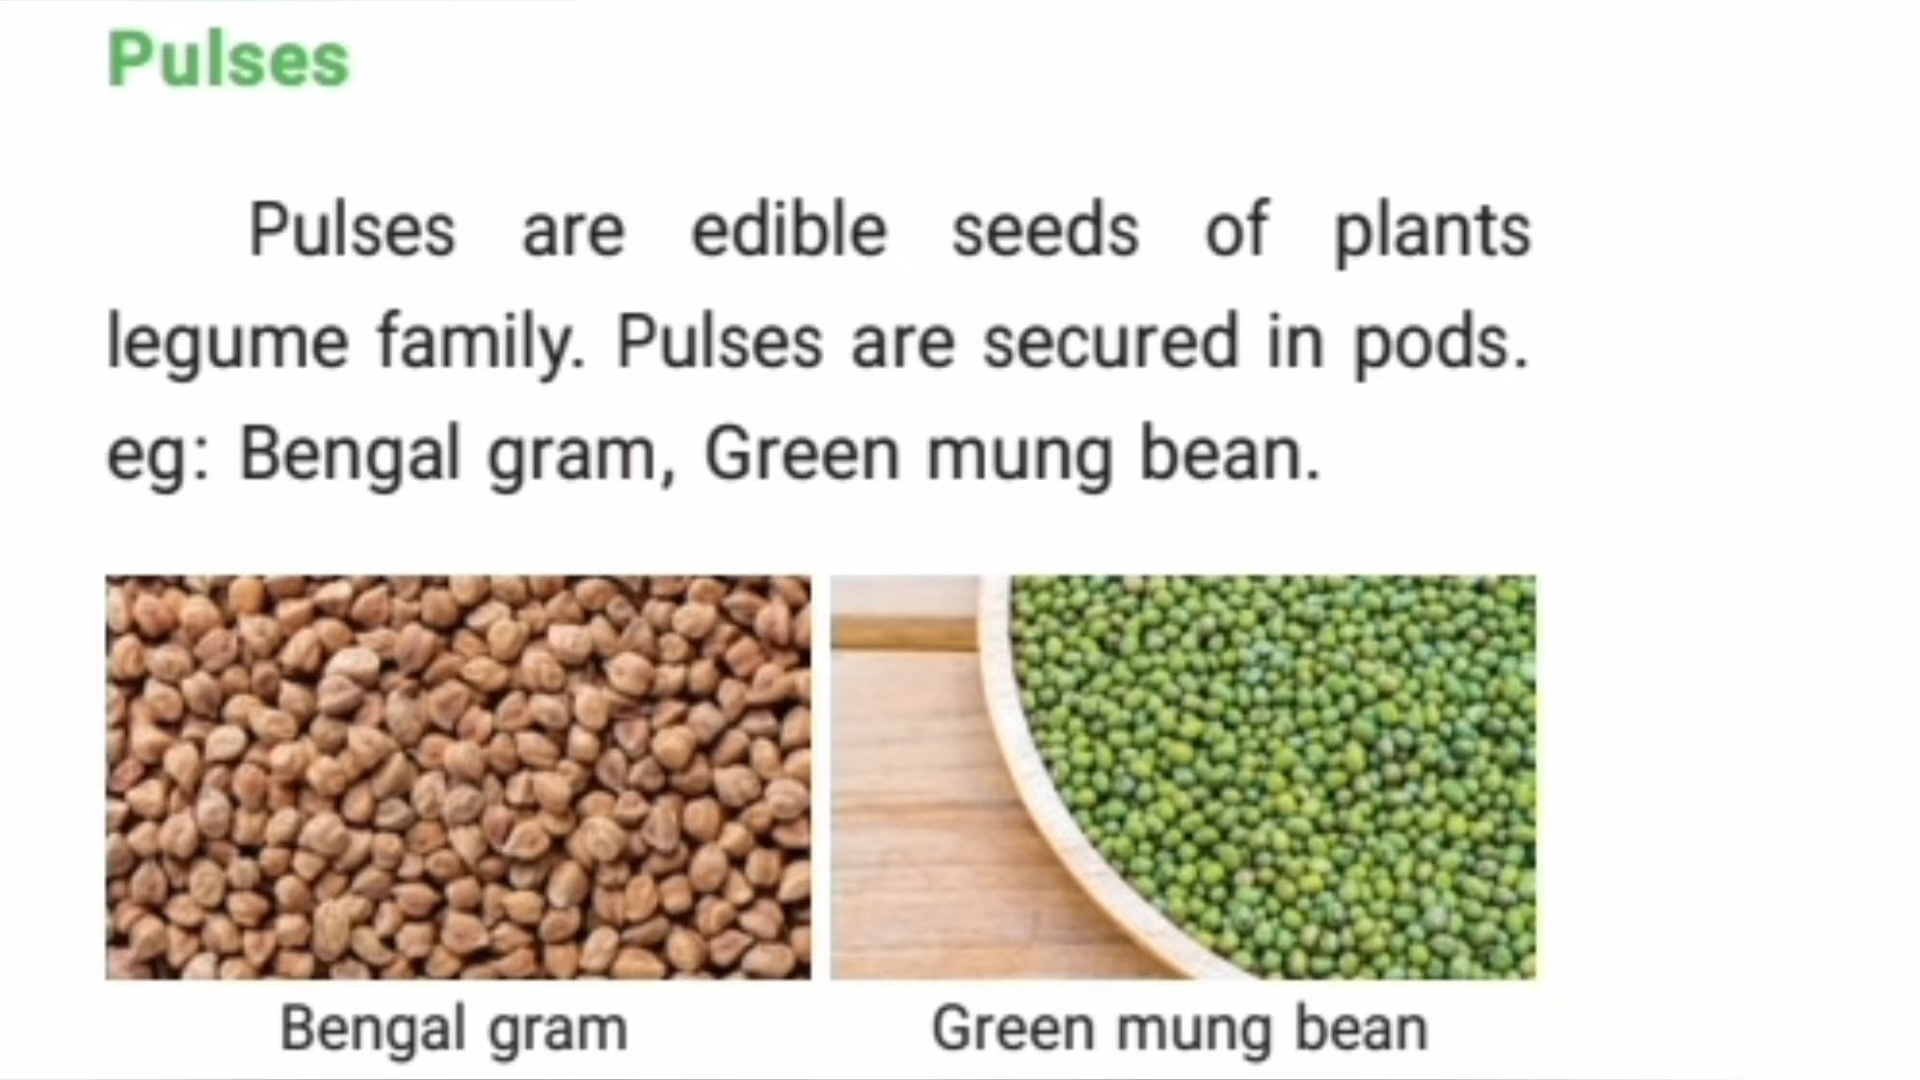 Pulses
Pulses are edible seeds of plants
legume family. Pulses are secured in pods.
eg: Bengal gram, Green mung bean.
Bengal gram
Green mung bean